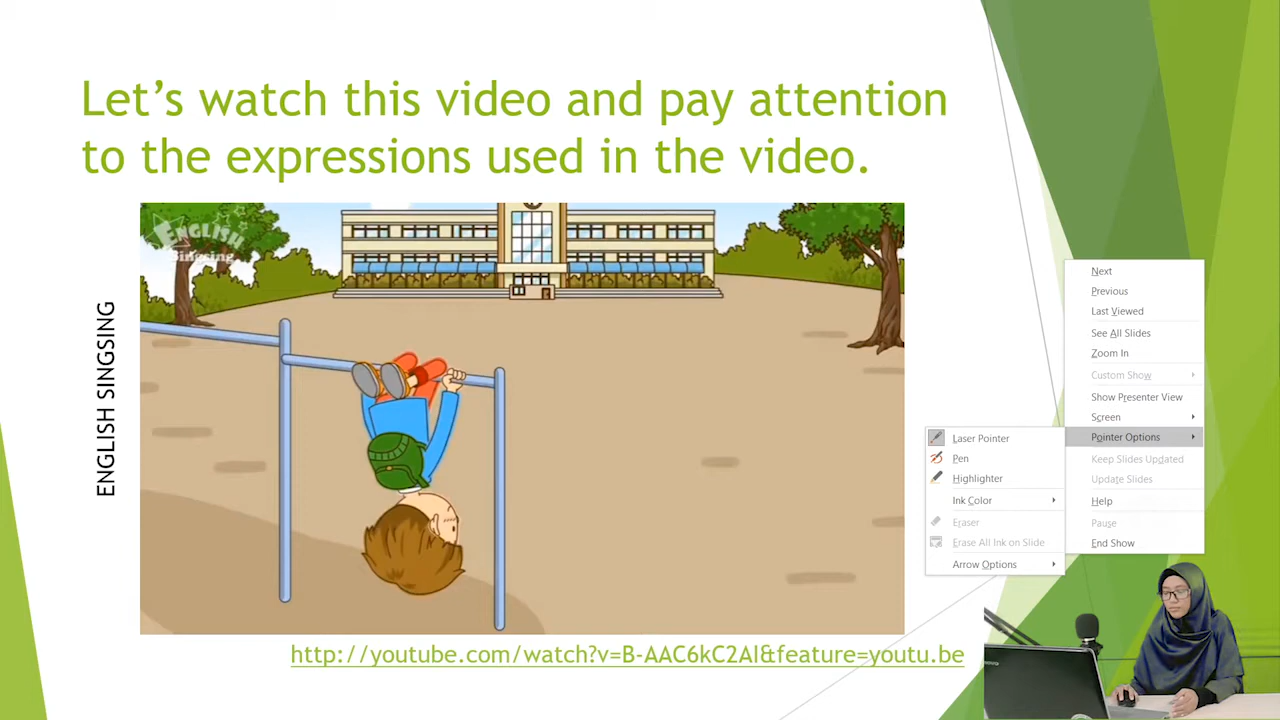 Let's watch this video and pay attention
to the expressions used in the video.
ENGLISH
Singsing
ENGLISH SINGSING
http://youtube.com/watch?v=B-AAC6kC2AI&feature=youtu.be
Next
Previous
Last Viewed
See All Slides
Zoom In
Custom Show
Show Presenter View
Screen
Pointer Options
Keep Slides Updated
Update Slides
Help
Pause
End Show
Laser Pointer
Pen
Highlighter
Ink Color
Eraser
Erase All Ink on Slide
Arrow Options